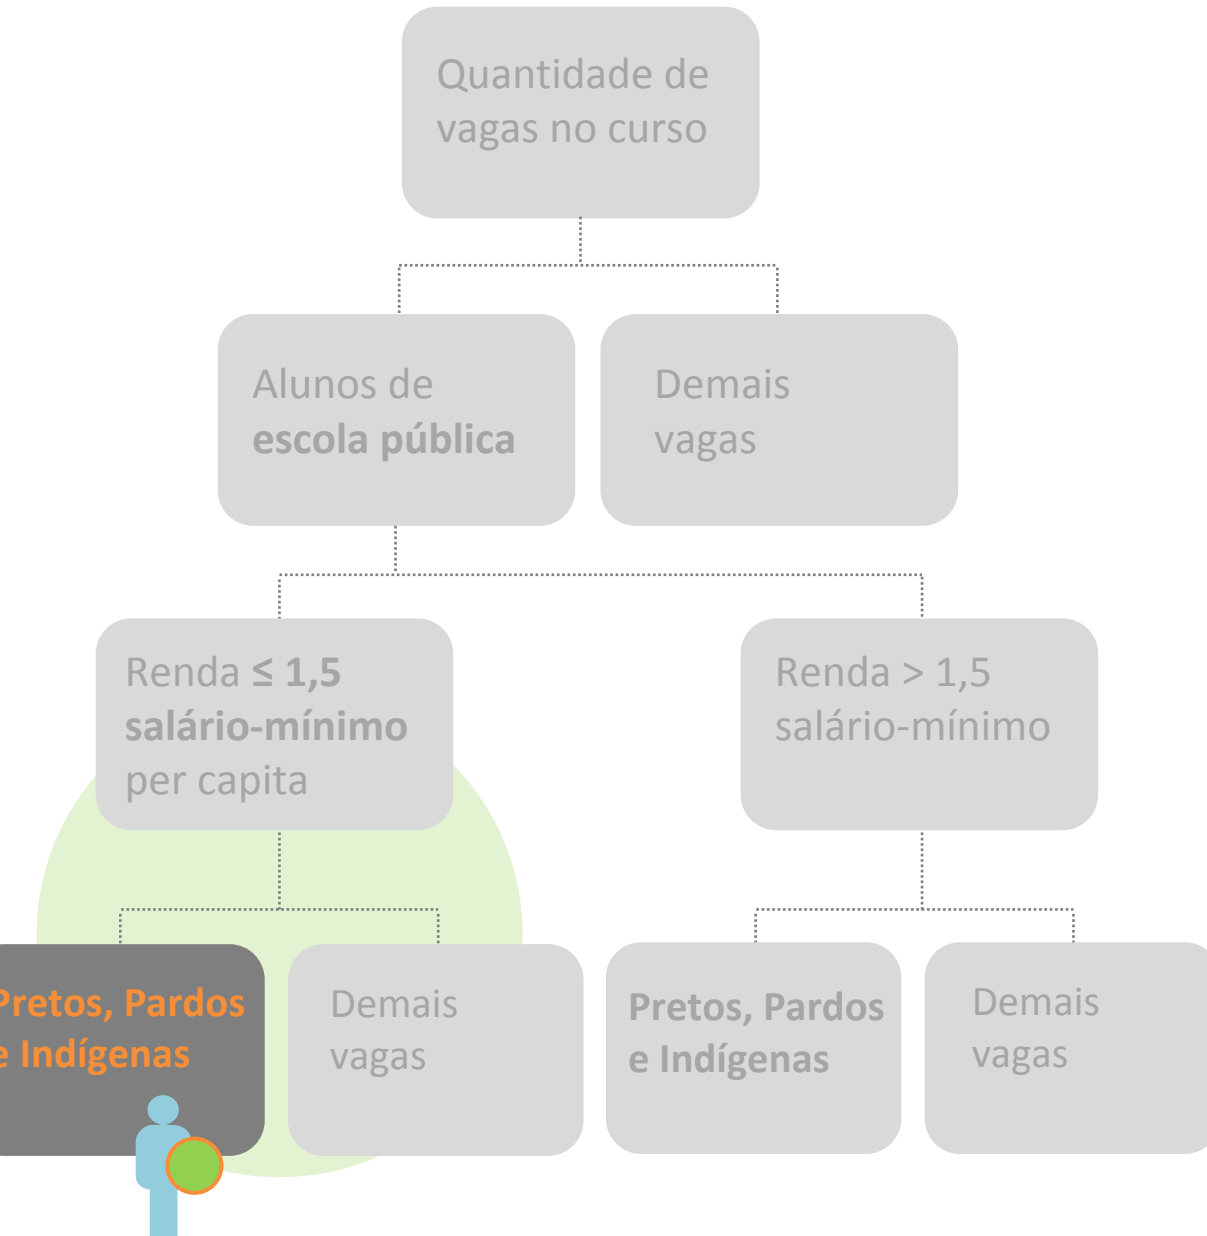 Quantidade de
vagas no curso
Alunos de
escola pública
Demais
vagas
Renda ≤ 1,5
salário-mínimo
per capita
Renda > 1,5
salário-mínimo
Pretos, Pardos
e Indígenas
Demais
vagas
Pretos, Pardos
e Indígenas
Demais
vagas